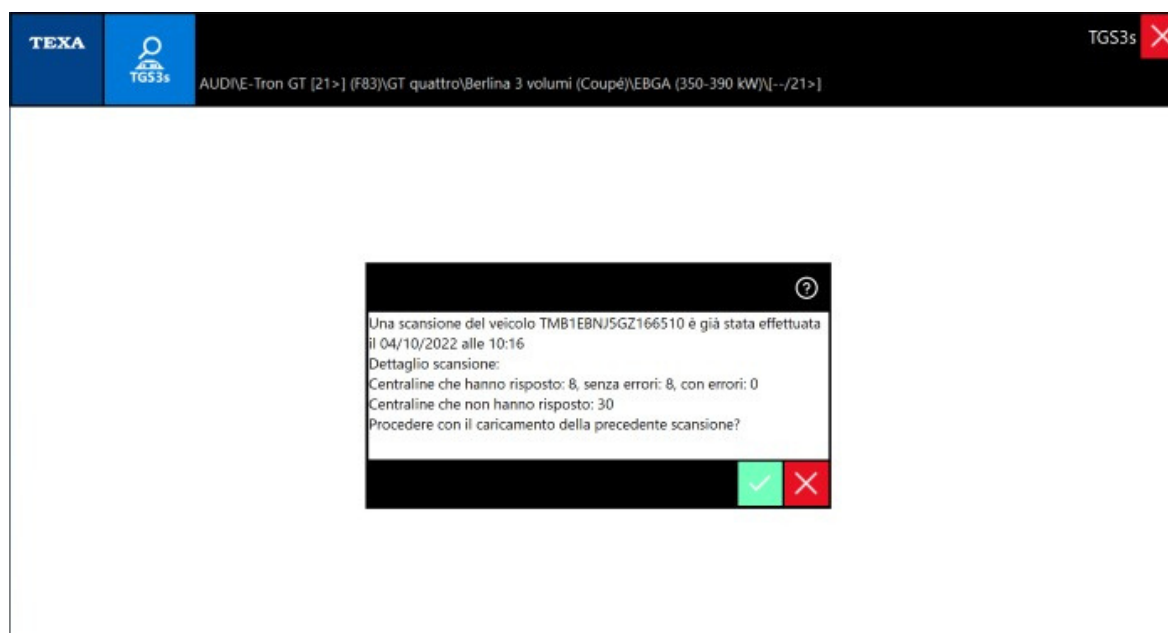 TEXA
TGS3s
TGS3s
AUDI\E-Tron GT [21>] (F83)\GT quattro\Berlina 3 volumi (Coupé)\EBGA (350-390 kW)\[--/21>]
Una scansione del veicolo TMB1EBNJ5GZ166510 è già stata effettuata
il 04/10/2022 alle 10:16
Dettaglio scansione:
Centraline che hanno risposto: 8, senza errori: 8, con errori: 0
Centraline che non hanno risposto: 30
Procedere con il caricamento della precedente scansione?